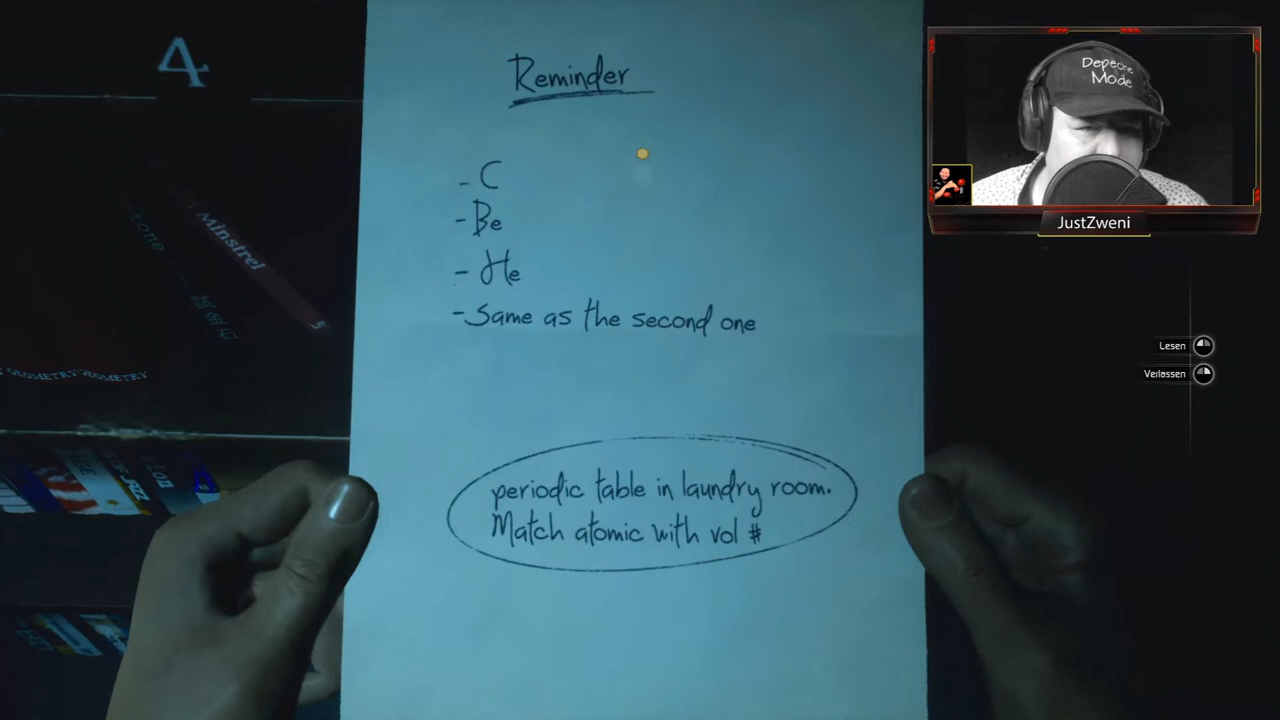 4
Reminder
- C
- Be
- He
- Same as the second one
periodic table in laundry room.
Match atomic with vol #
Minstrel
5
Depeche
Mode
JustZweni
Lesen
Verlassen